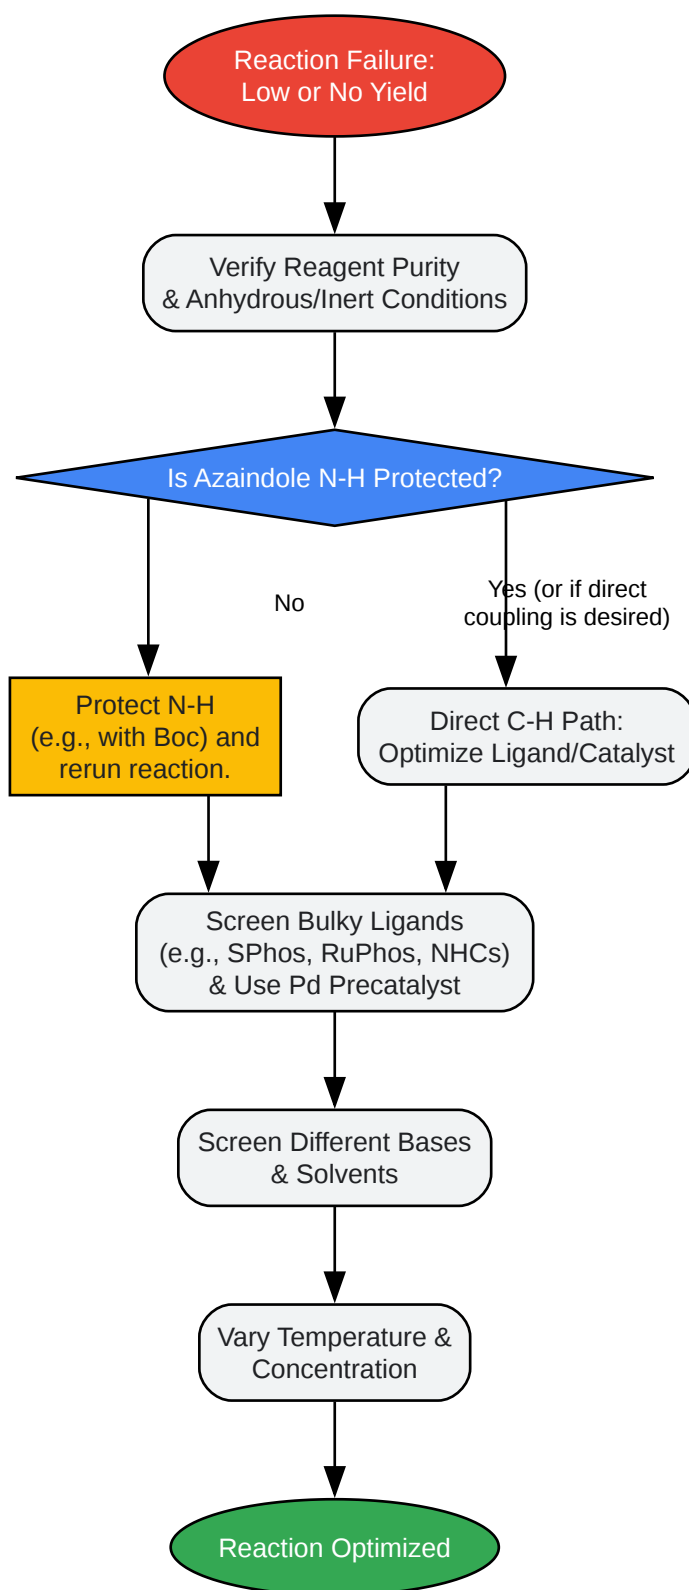 Reaction Failure:
Low or No Yield
Verify Reagent Purity
& Anhydrous/Inert Conditions
Is Azaindole N-H Protected?
No
Yes (or if direct
coupling is desired)
Protect N-H
(e.g., with Boc) and
rerun reaction.
Direct C-H Path:
Optimize Ligand/Catalyst
Screen Bulky Ligands
(e.g., SPhos, RuPhos, NHCs)
& Use Pd Precatalyst
Screen Different Bases
& Solvents
Vary Temperature &
Concentration
Reaction Optimized